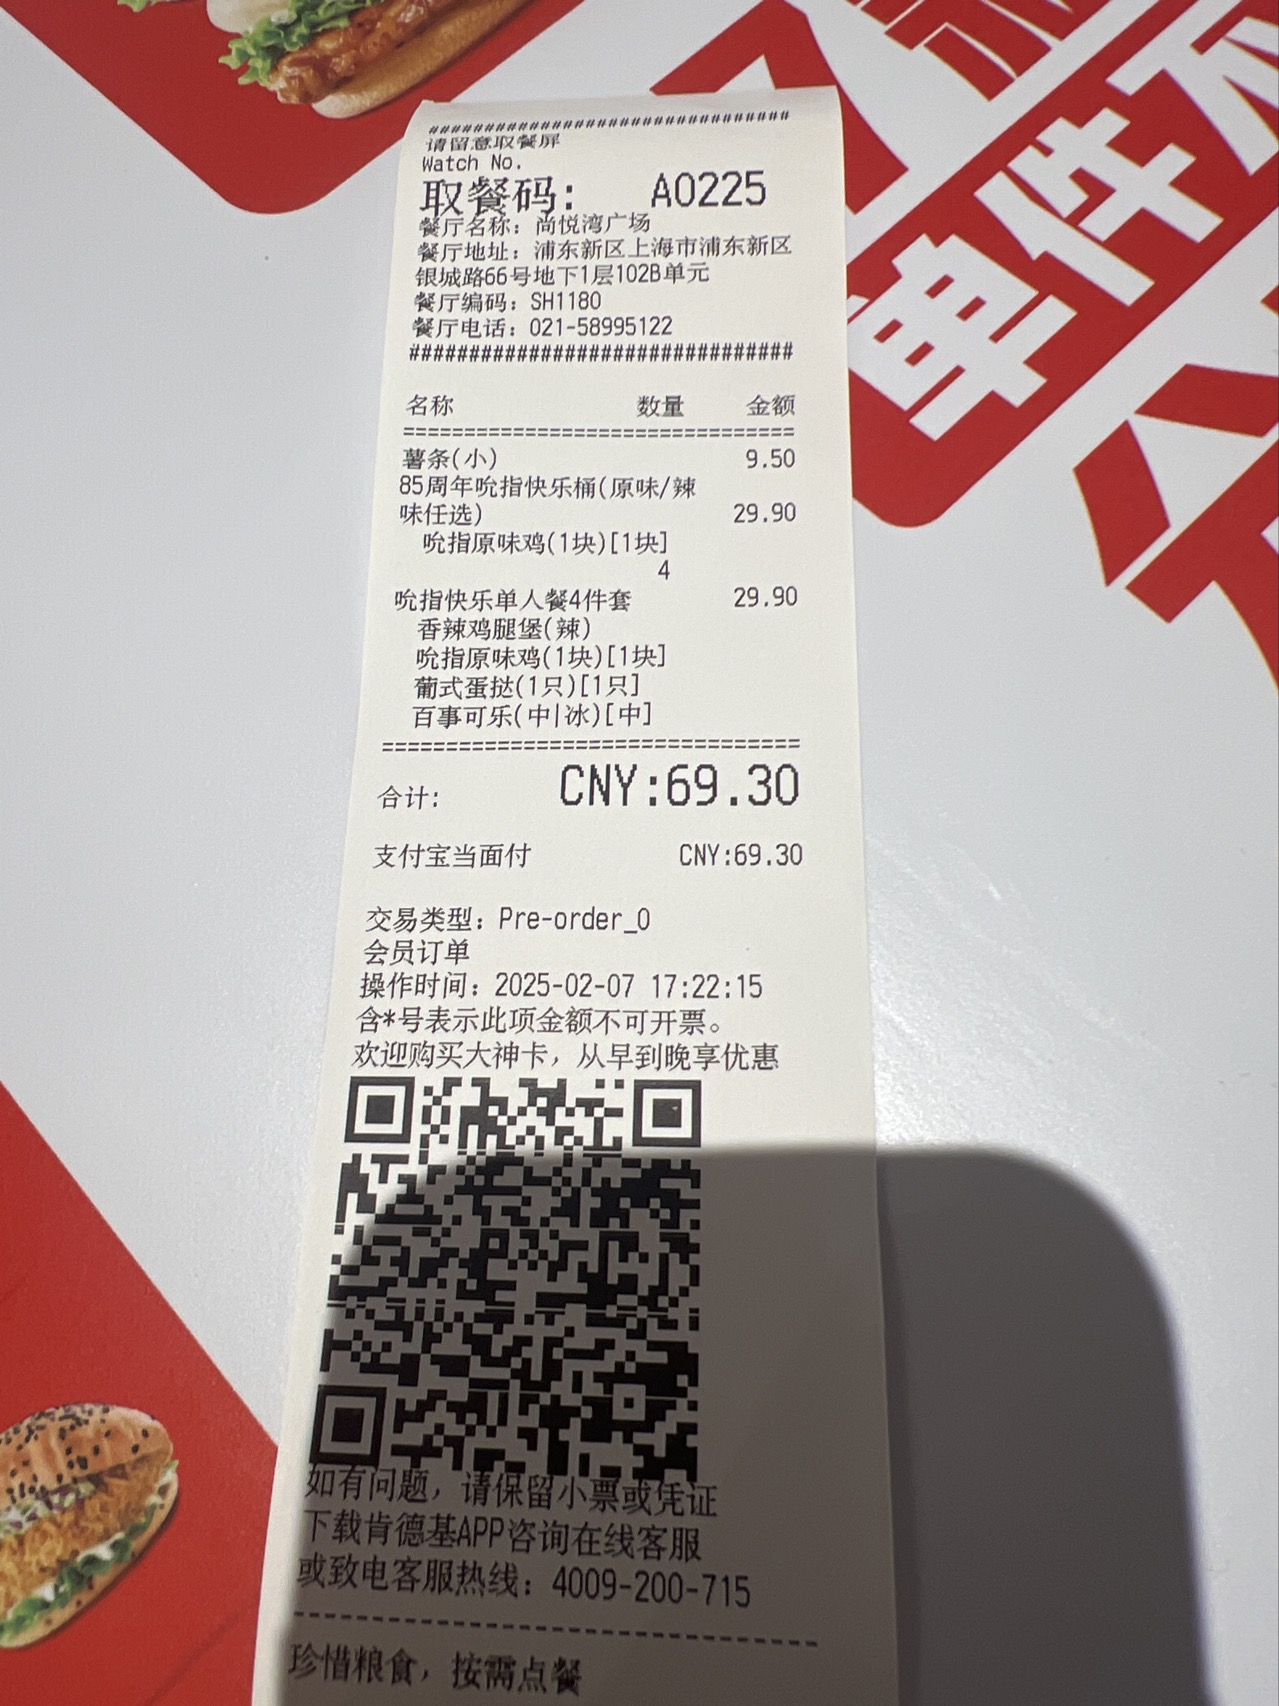 ################################
请留意取餐屏
Watch No.
取餐码: A0225
餐厅名称: 尚悦湾广场
餐厅地址: 浦东新区上海市浦东新区
银城路66号地下1层102B单元
餐厅编码: SH1180
餐厅电话: 021-58995122
################################
名称 数量 金额
================================
薯条(小) 9.50
85周年吮指快乐桶(原味/辣
味任选) 29.90
吮指原味鸡(1块)[1块]
4
吮指快乐单人餐4件套 29.90
香辣鸡腿堡(辣)
吮指原味鸡(1块)[1块]
葡式蛋挞(1只)[1只]
百事可乐(中|冰)[中]
================================
合计: CNY:69.30
支付宝当面付 CNY:69.30
交易类型: Pre-order_0
会员订单
操作时间: 2025-02-07 17:22:15
含*号表示此项金额不可开票。
欢迎购买大神卡，从早到晚享优惠
如有问题，请保留小票或凭证
下载肯德基APP咨询在线客服
或致电客服热线: 4009-200-715
--------------------------------
珍惜粮食，按需点餐